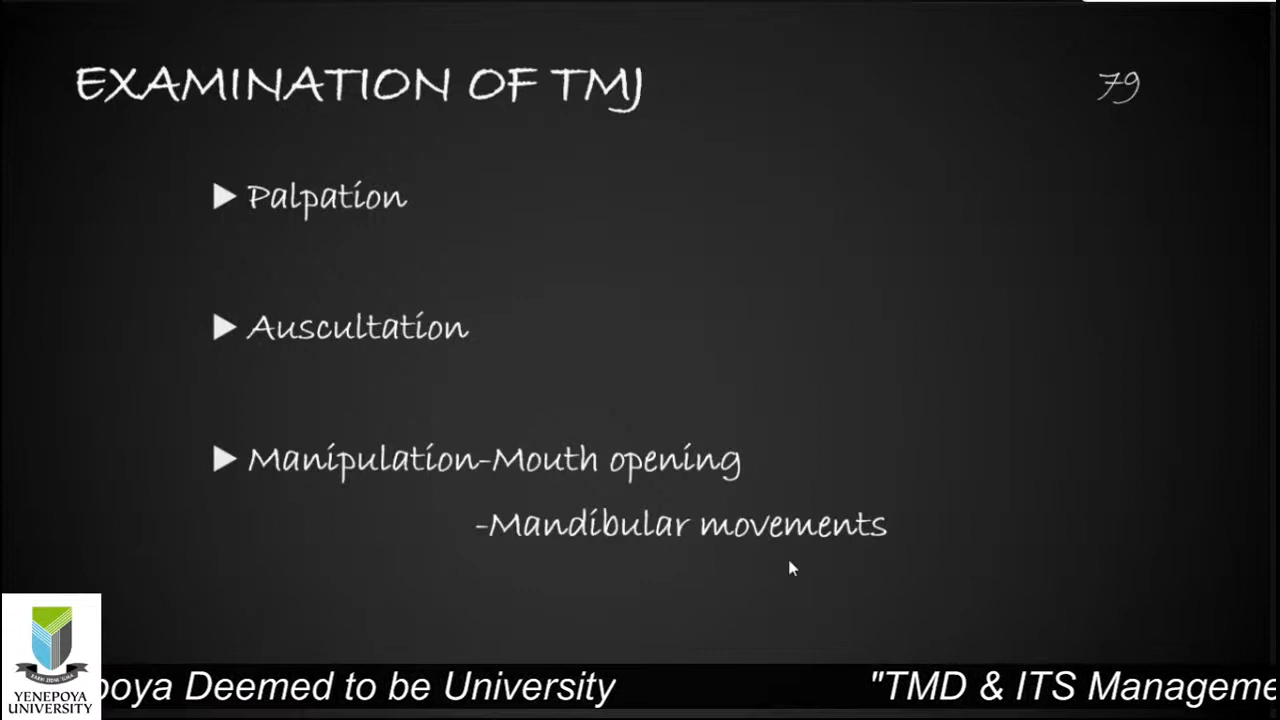 EXAMINATION OF TMJ
79
Palpation
Auscultation
Manipulation-Mouth opening
-Mandibular movements
YENEPOYA
UNIVERSITY
poya Deemed to be University
"TMD & ITS Manageme